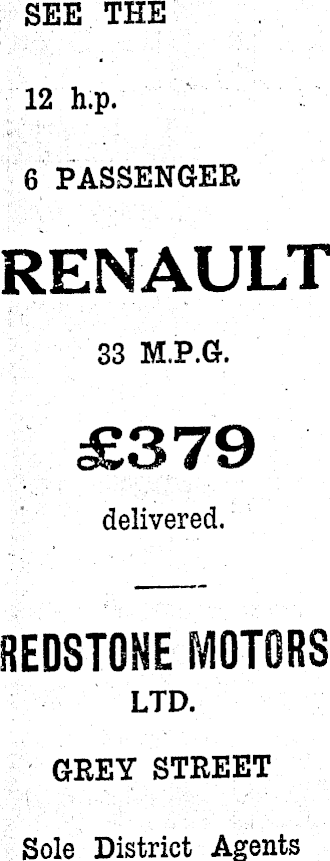 SEE THE
12 h.p.
6 PASSENGER
RENAULT
33 M.P.G.
£379
delivered.
REDSTONE MOTORS
LTD.
GREY STREET
Sole District Agents